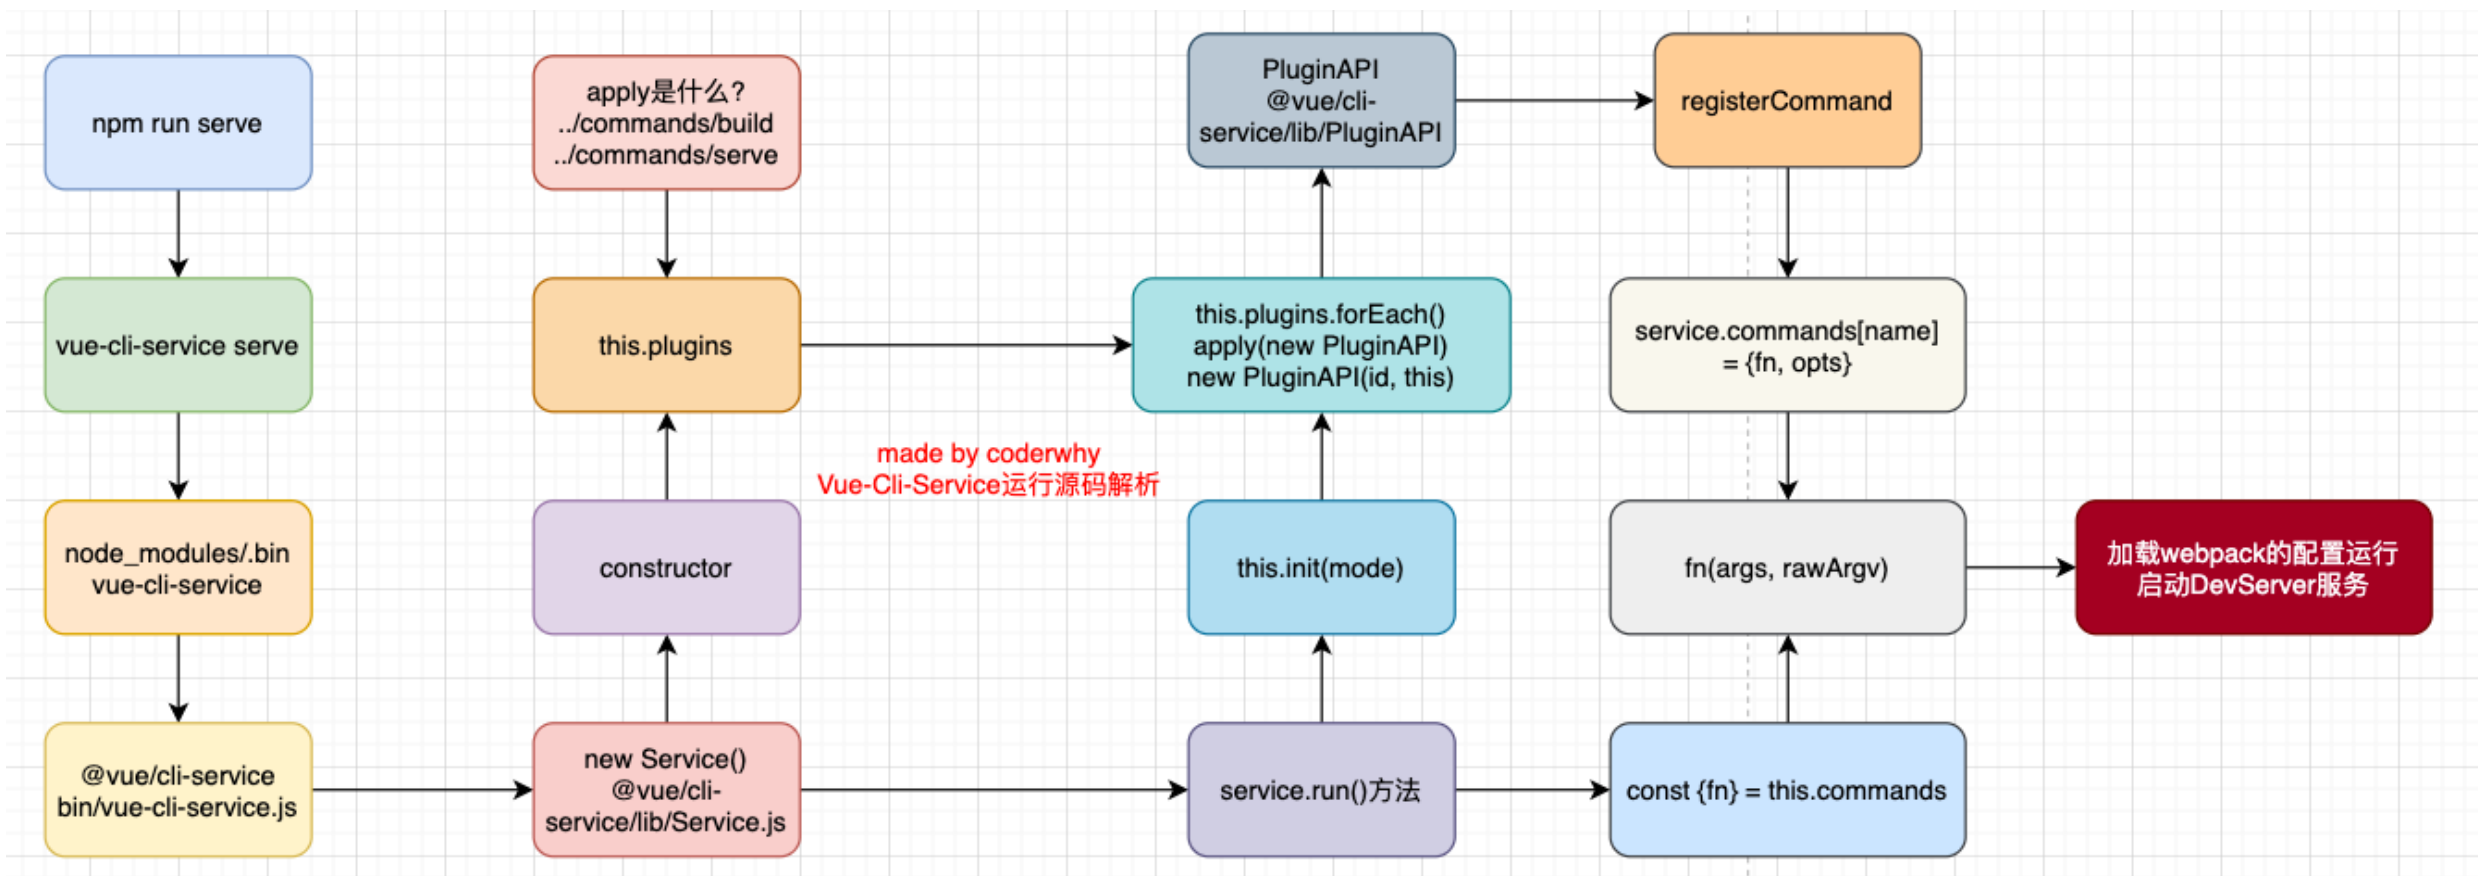 npm run serve
vue-cli-service serve
node_modules/.bin
vue-cli-service
@vue/cli-service
bin/vue-cli-service.js
apply是什么?
../commands/build
../commands/serve
this.plugins
constructor
new Service()
@vue/cli-
service/lib/Service.js
made by coderwhy
Vue-Cli-Service运行源码解析
PluginAPI
@vue/cli-
service/lib/PluginAPI
this.plugins.forEach()
apply(new PluginAPI)
new PluginAPI(id, this)
this.init(mode)
service.run()方法
registerCommand
service.commands[name]
= {fn, opts}
fn(args, rawArgv)
const {fn} = this.commands
加载webpack的配置运行
启动DevServer服务